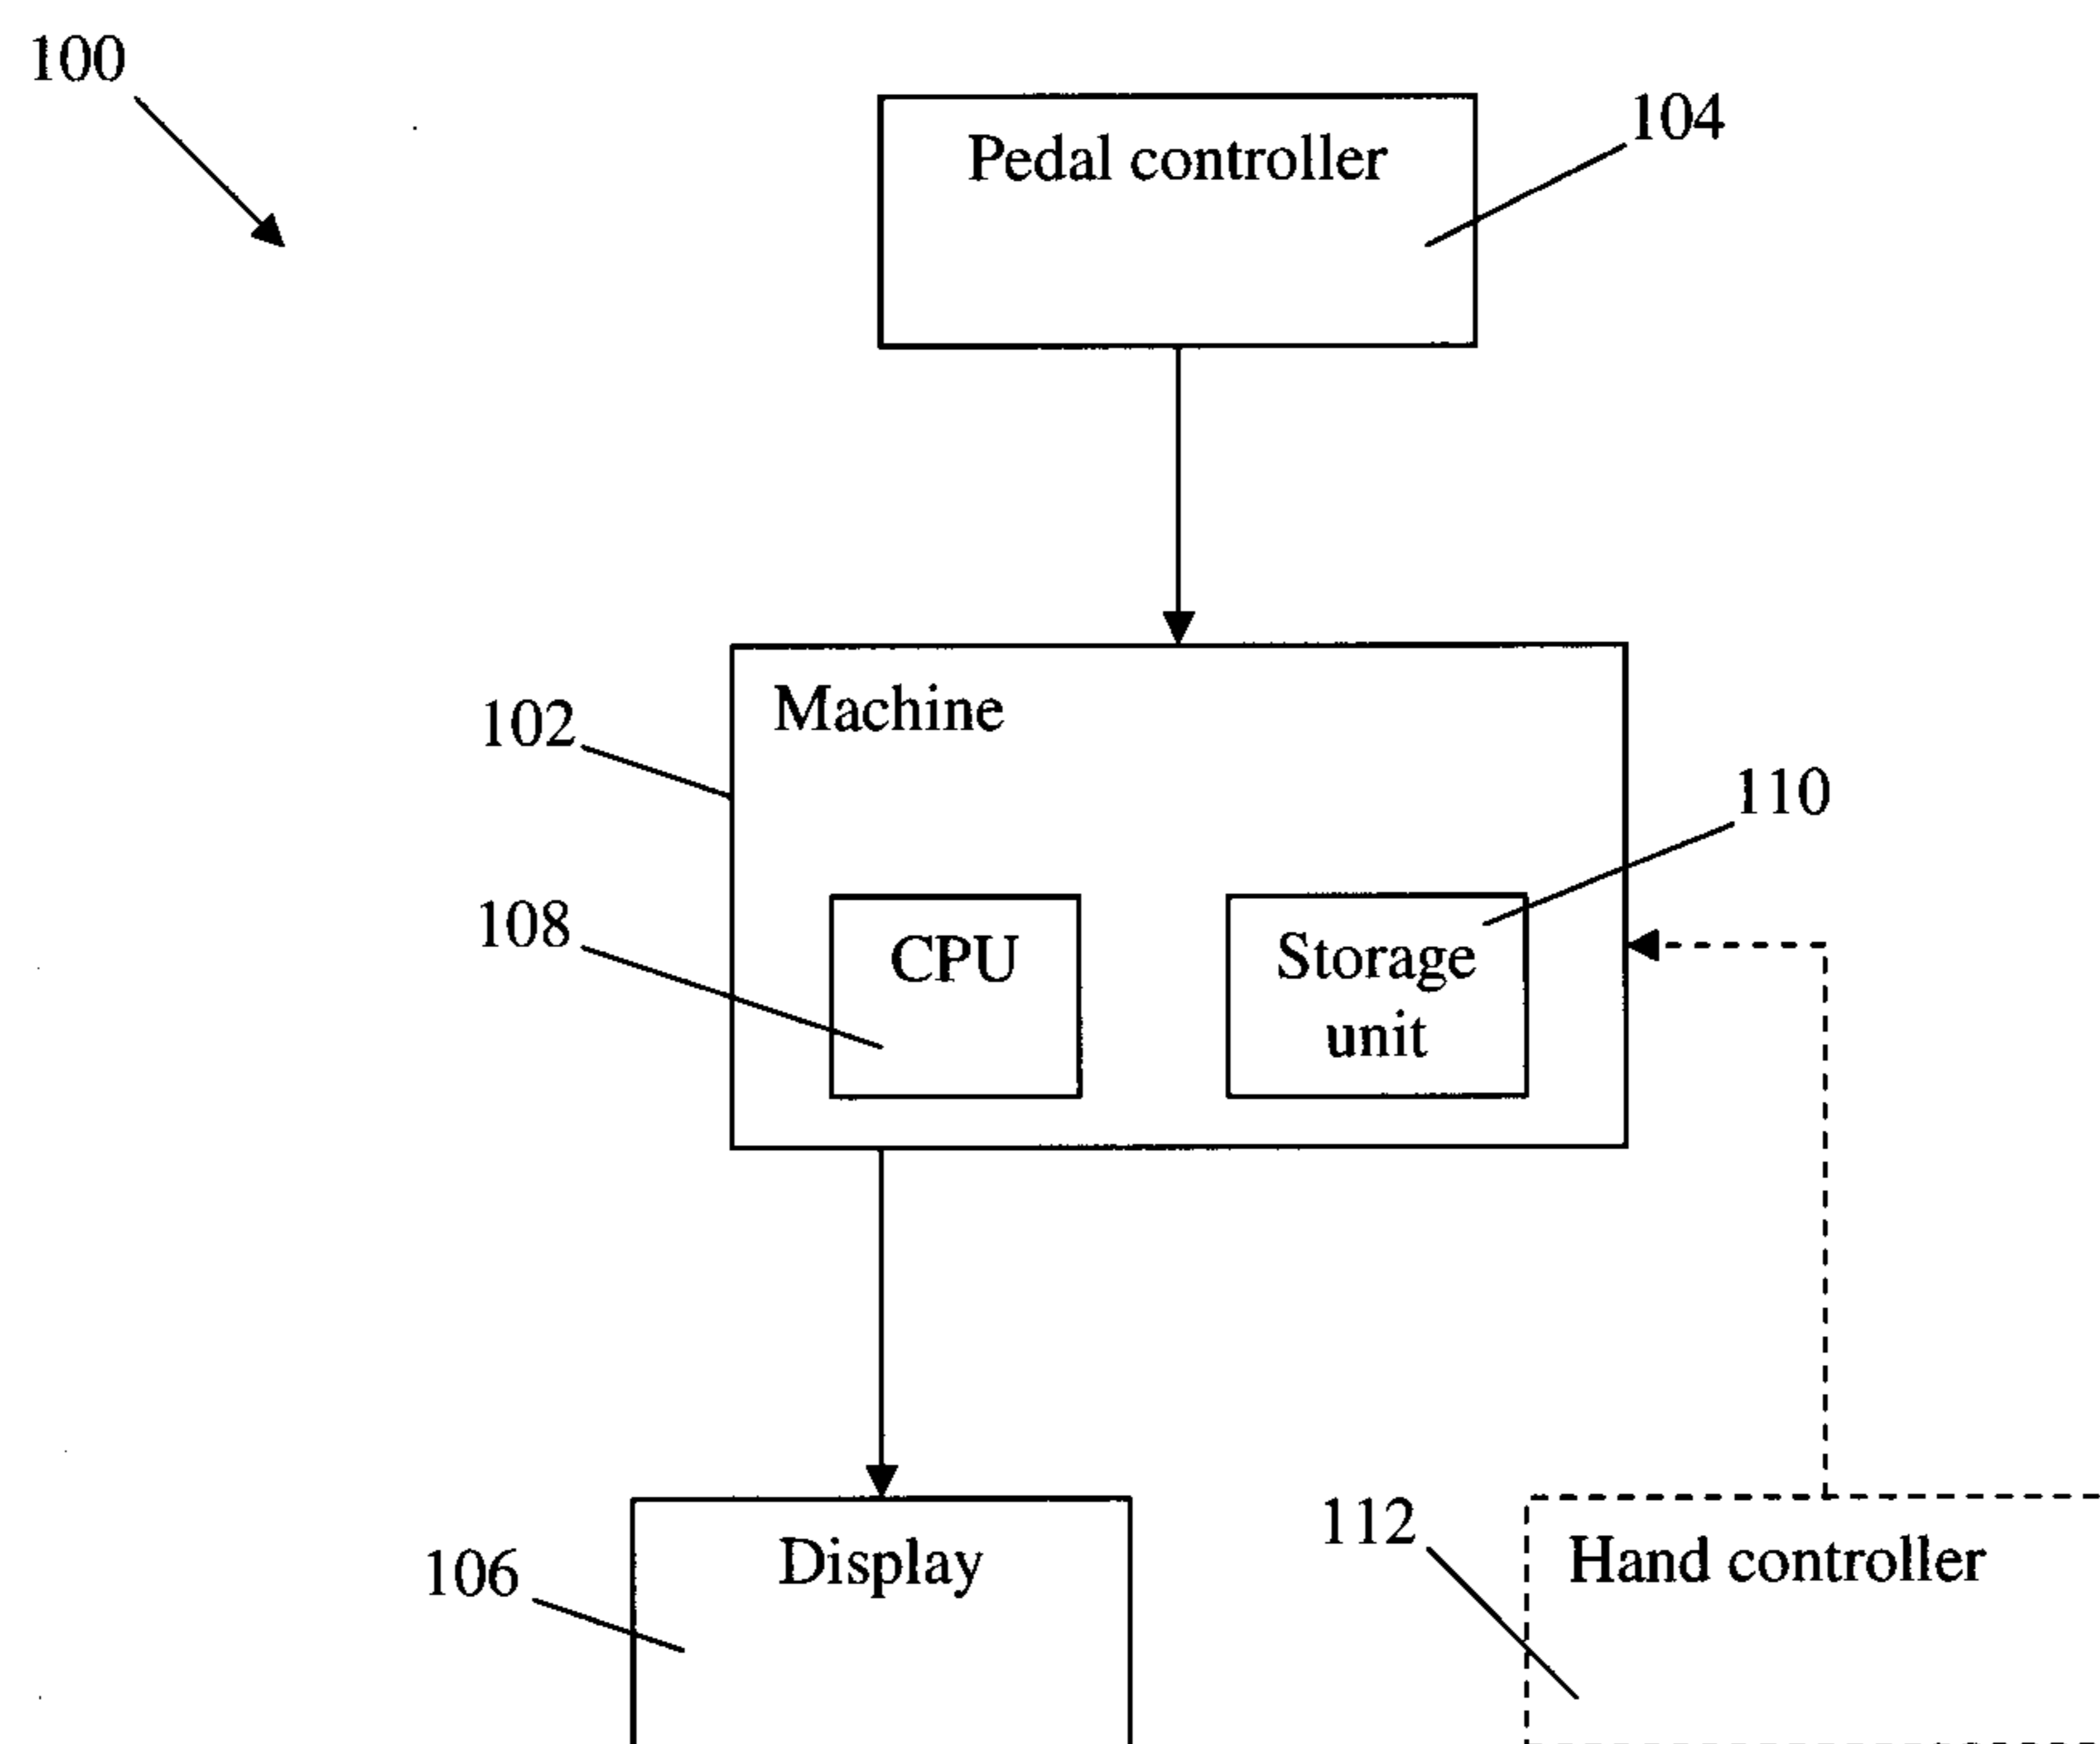 100
Pedal controller
104
Machine
102
110
108
CPU
Storage
unit
112
Display
Hand controller
106